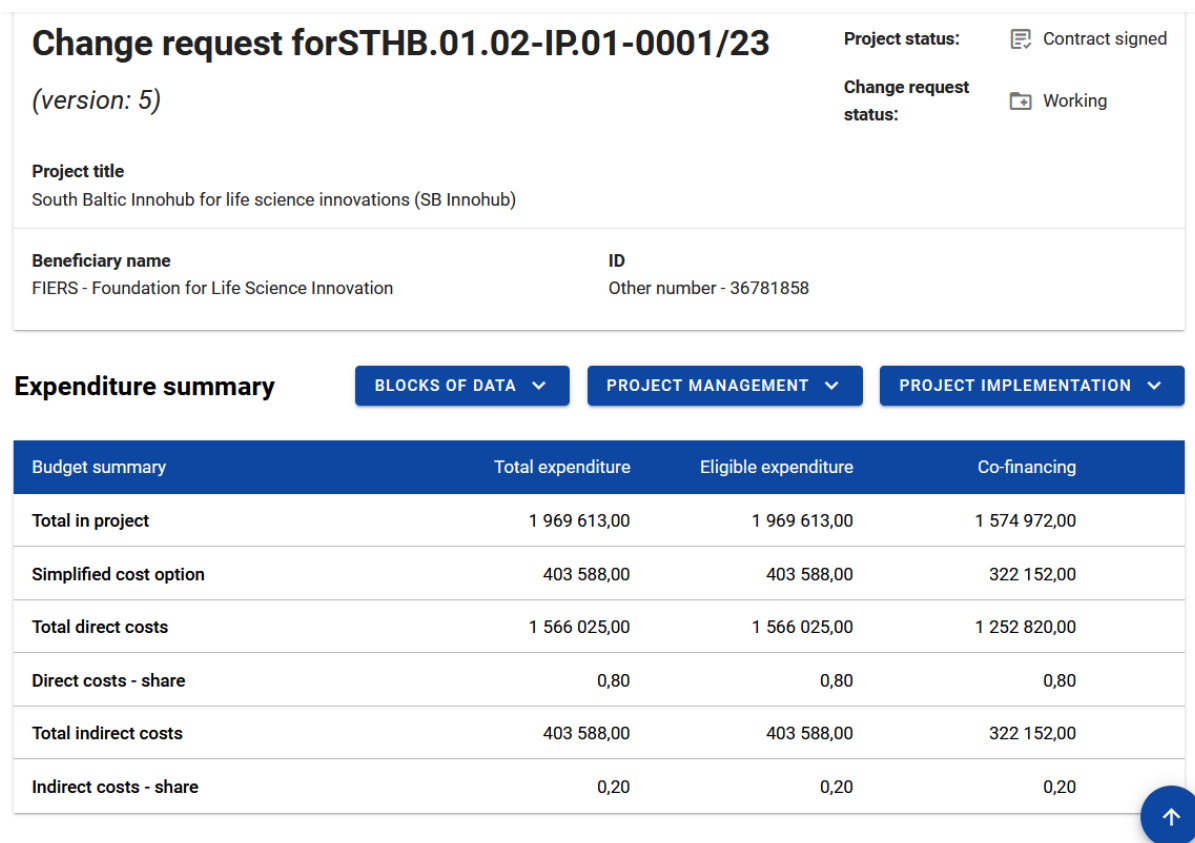 Change request forSTHB.01.02-IP.01-0001/23
(version: 5)
Project status: Contract signed
Change request status: Working
Project title
South Baltic Innohub for life science innovations (SB Innohub)
Beneficiary name
FIERS - Foundation for Life Science Innovation
ID
Other number - 36781858
Expenditure summary
BLOCKS OF DATA
PROJECT MANAGEMENT
PROJECT IMPLEMENTATION
Budget summary Total expenditure Eligible expenditure Co-financing
Total in project 1 969 613,00 1 969 613,00 1 574 972,00
Simplified cost option 403 588,00 403 588,00 322 152,00
Total direct costs 1 566 025,00 1 566 025,00 1 252 820,00
Direct costs - share 0,80 0,80 0,80
Total indirect costs 403 588,00 403 588,00 322 152,00
Indirect costs - share 0,20 0,20 0,20